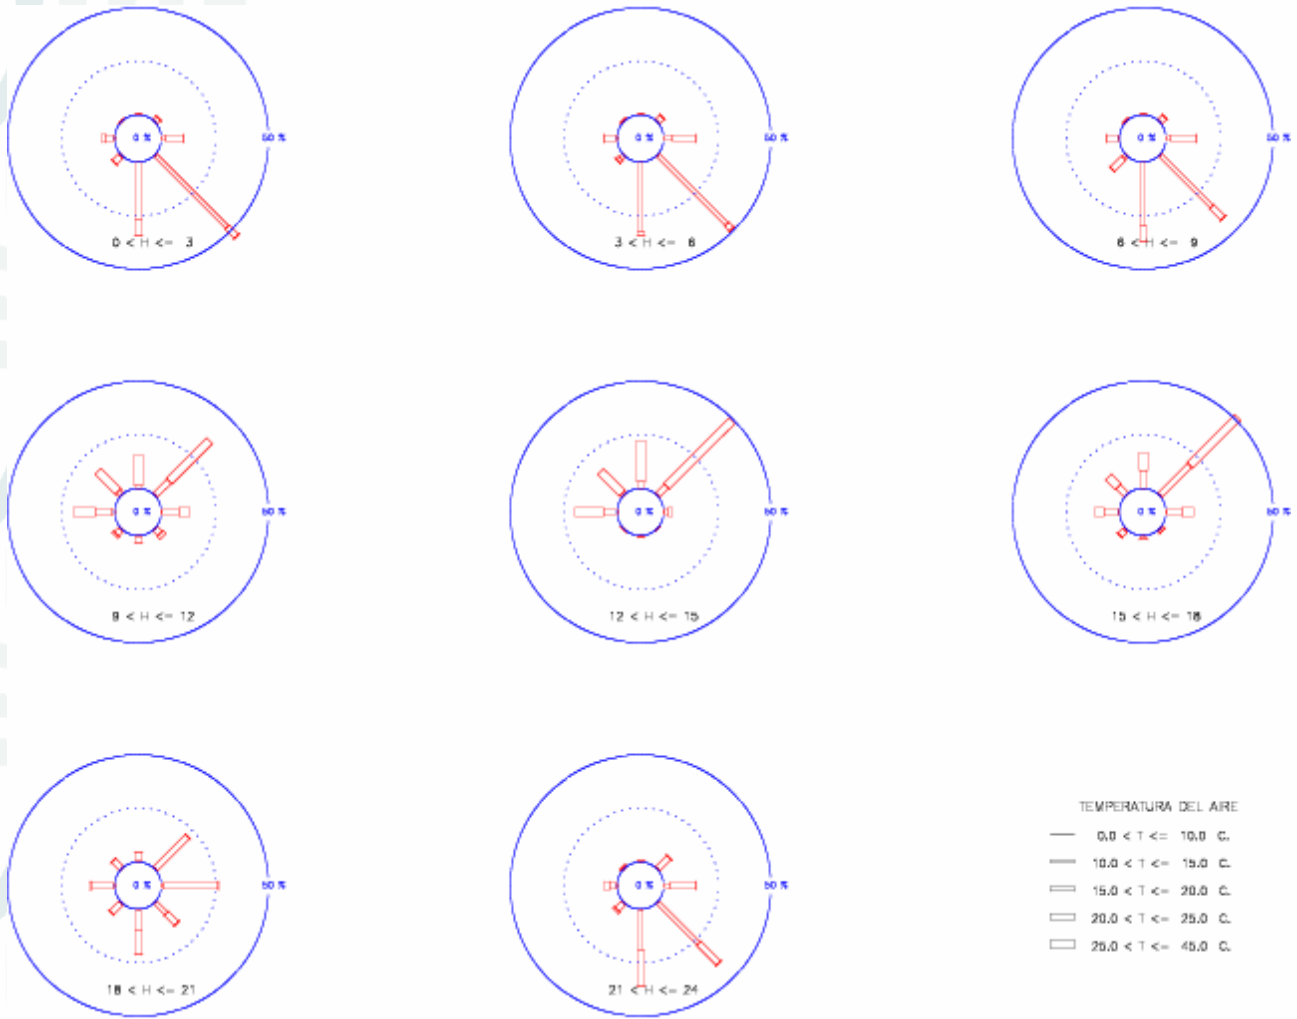 0 % 50 %
0 < H <= 3
0 % 50 %
3 < H <= 6
0 % 50 %
6 < H <= 9
0 % 50 %
9 < H <= 12
0 % 50 %
12 < H <= 15
0 % 50 %
15 < H <= 18
0 % 50 %
18 < H <= 21
0 % 50 %
21 < H <= 24
TEMPERATURA DEL AIRE
0.0 < T <= 10.0 C.
10.0 < T <= 15.0 C.
15.0 < T <= 20.0 C.
20.0 < T <= 25.0 C.
25.0 < T <= 45.0 C.